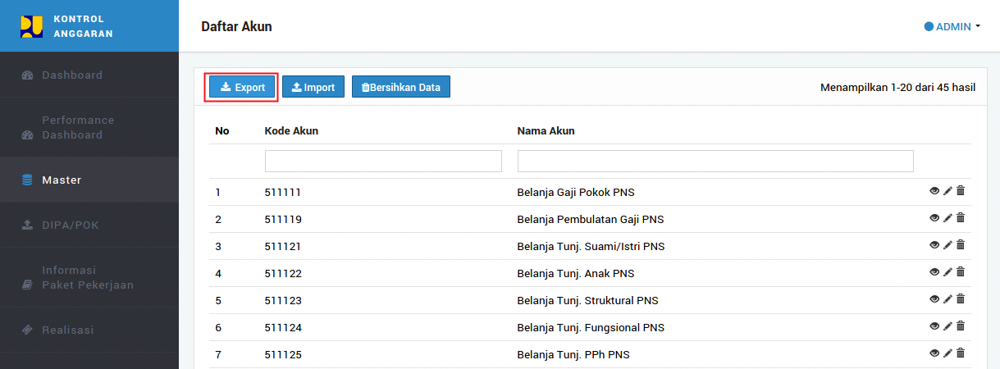 KONTROL
ANGGARAN
Daftar Akun
ADMIN
Dashboard
Performance
Dashboard
Master
DIPA/POK
Informasi
Paket Pekerjaan
Realisasi
Export Import Bersihkan Data Menampilkan 1-20 dari 45 hasil
No Kode Akun Nama Akun
1 511111 Belanja Gaji Pokok PNS
2 511119 Belanja Pembulatan Gaji PNS
3 511121 Belanja Tunj. Suami/Istri PNS
4 511122 Belanja Tunj. Anak PNS
5 511123 Belanja Tunj. Struktural PNS
6 511124 Belanja Tunj. Fungsional PNS
7 511125 Belanja Tunj. PPh PNS